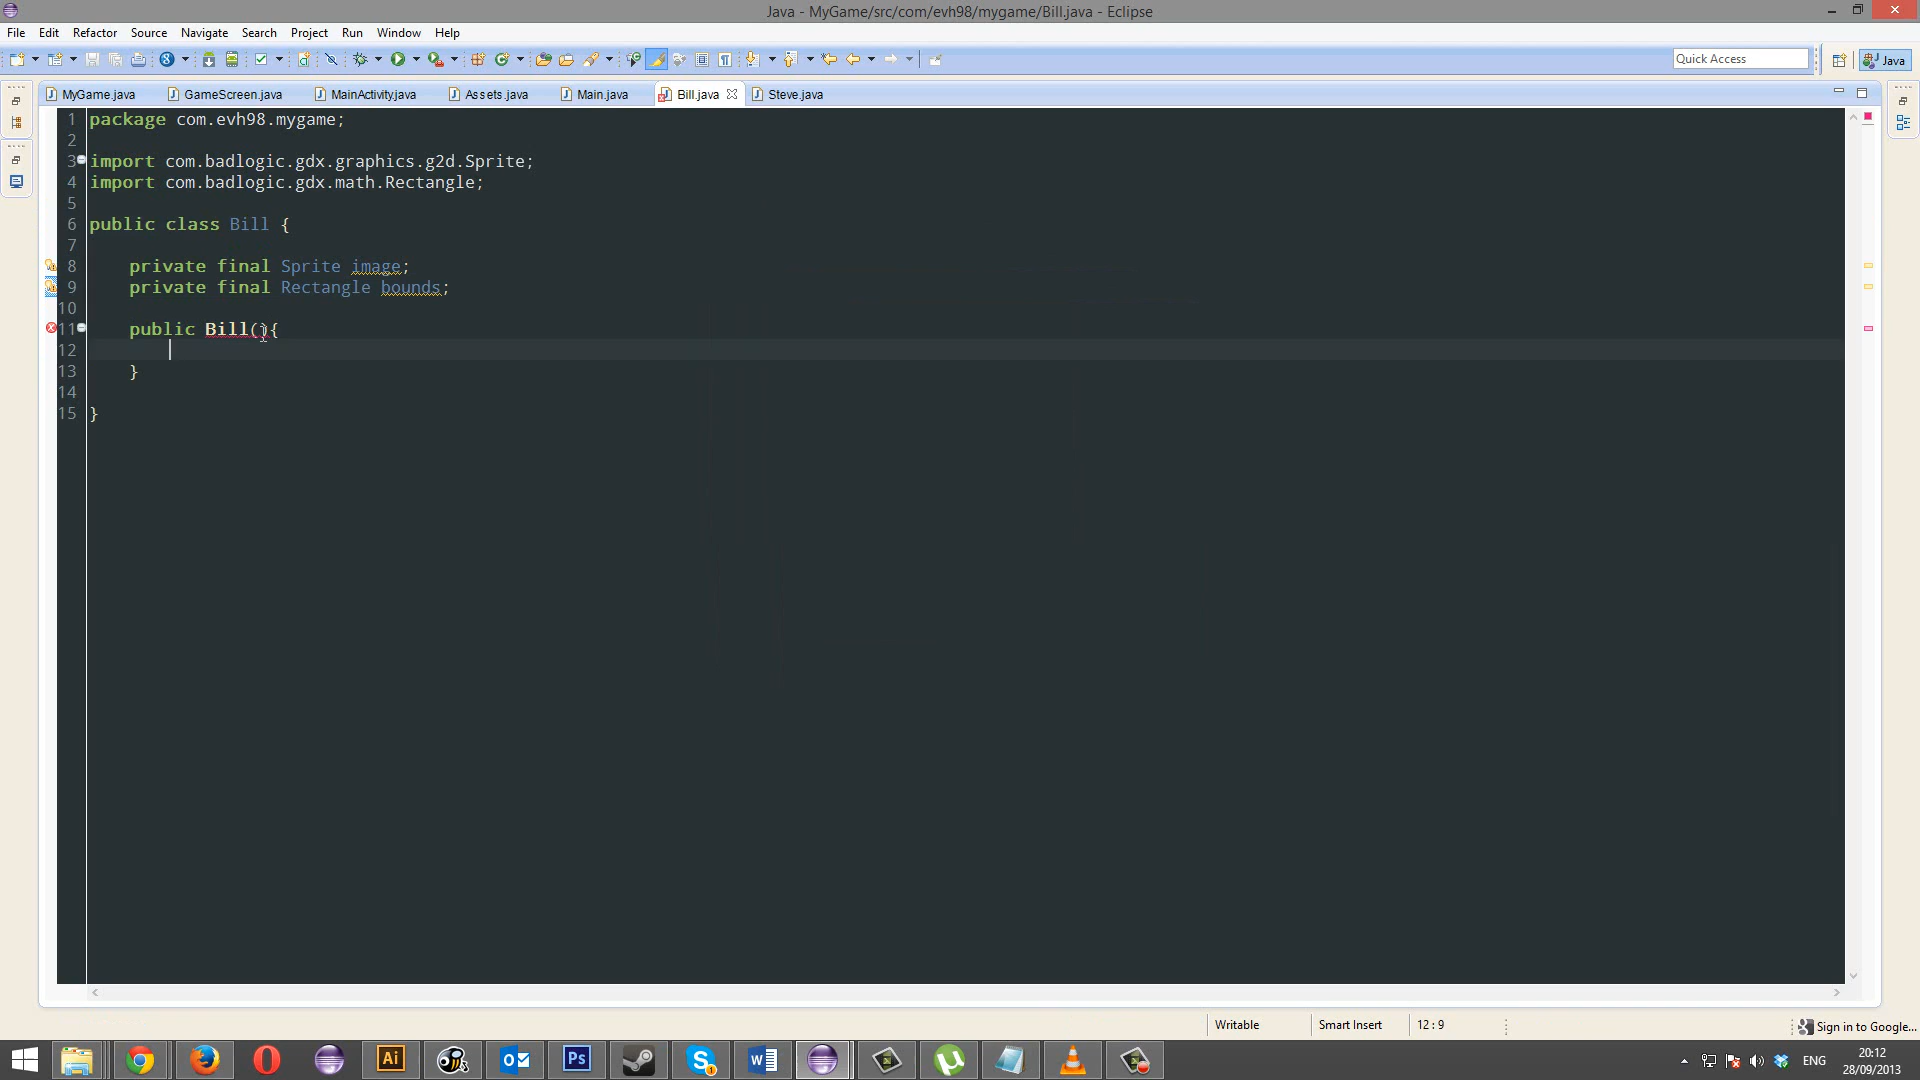 Java - MyGame/src/com/evh98/mygame/Bill.java - Eclipse
File Edit Refactor Source Navigate Search Project Run Window Help
Quick Access
Java
MyGame.java GameScreen.java MainActivity.java Assets.java Main.java Bill.java Steve.java
1 package com.evh98.mygame;
2
3 import com.badlogic.gdx.graphics.g2d.Sprite;
4 import com.badlogic.gdx.math.Rectangle;
5
6 public class Bill {
7
8 private final Sprite image;
9 private final Rectangle bounds;
10
11 public Bill(){
12
13 }
14
15 }
Writable Smart Insert 12 : 9
Sign in to Google...
Ai Ps
ENG
20:12
28/09/2013